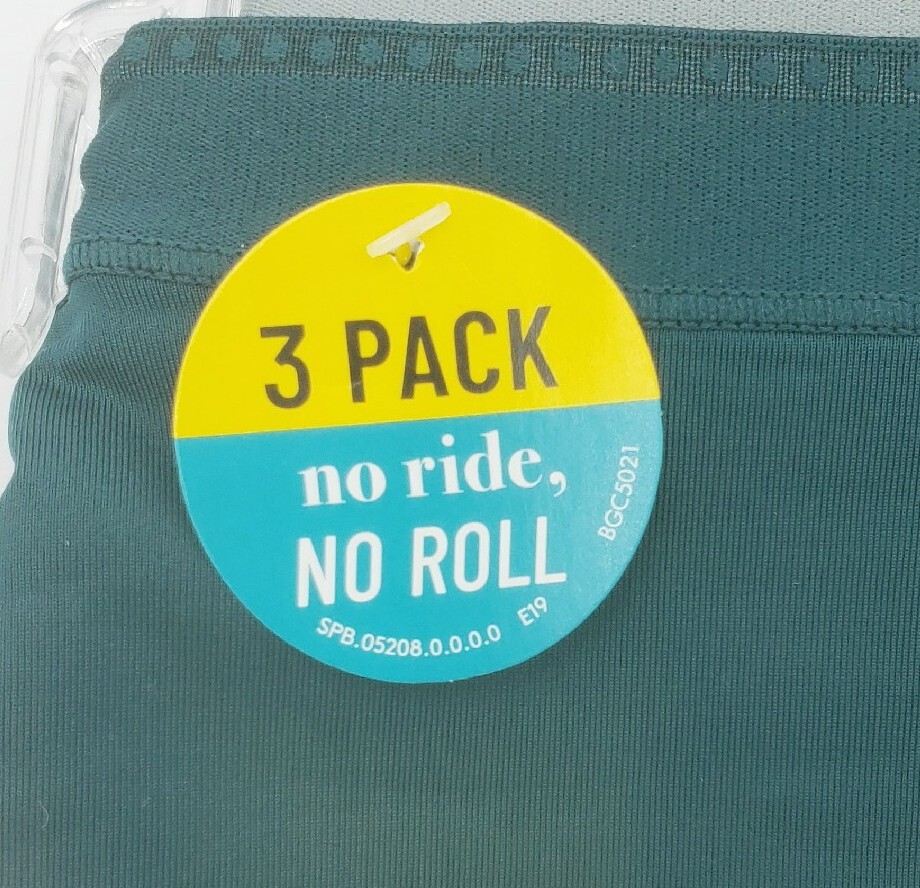 3 PACK
no ride,
NO ROLL
BGC5021
SPB.05208.0.0.0.0 E19